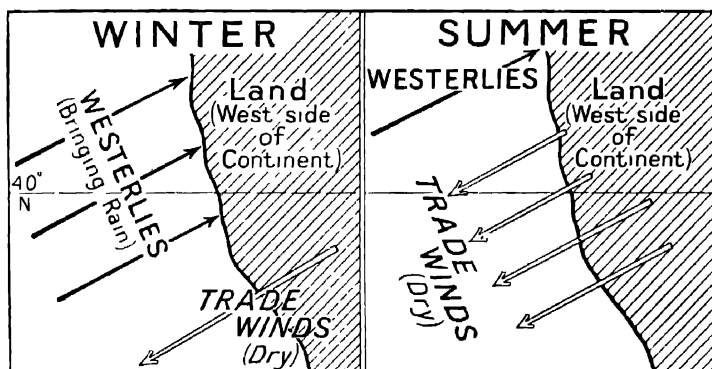 WINTER
WESTERLIES
(Bringing Rain)
Land
(West side
of
Continent)
40°
N
TRADE
WINDS
(Dry)
SUMMER
WESTERLIES
Land
(West side
of
Continent)
TRADE
WINDS
(Dry)